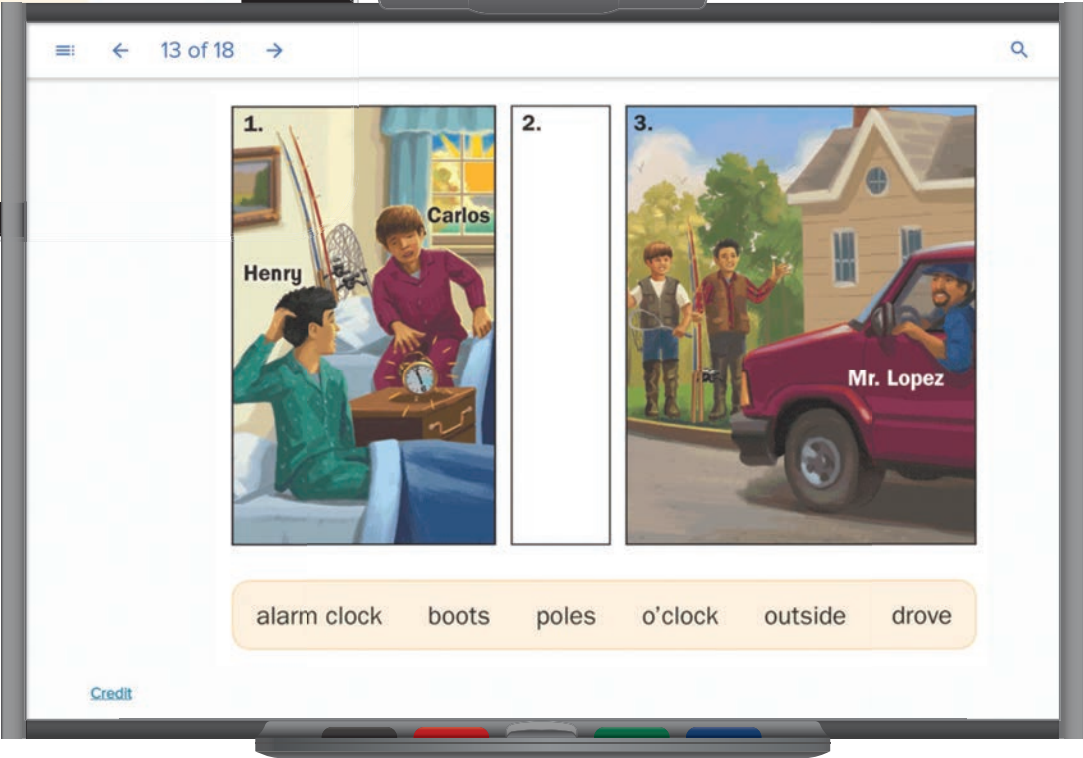 13 of 18
1.
2.
3.
Carlos
Henry
Mr. Lopez
alarm clock boots poles o'clock outside drove
Credit